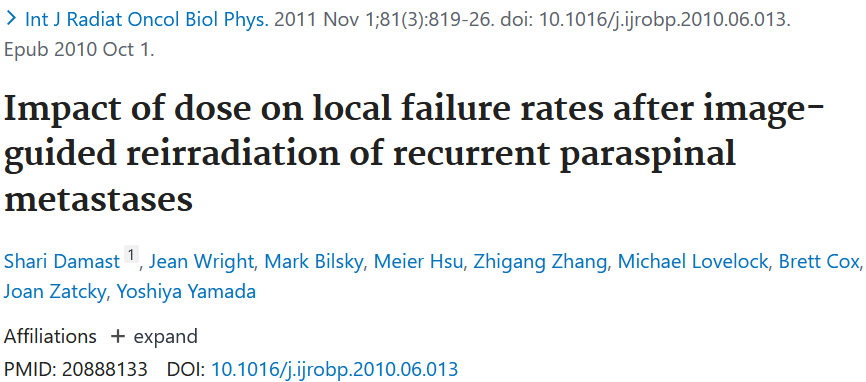 > Int J Radiat Oncol Biol Phys. 2011 Nov 1;81(3):819-26. doi: 10.1016/j.ijrobp.2010.06.013.
Epub 2010 Oct 1.
Impact of dose on local failure rates after image-
guided reirradiation of recurrent paraspinal
metastases
Shari Damast 1, Jean Wright, Mark Bilsky, Meier Hsu, Zhigang Zhang, Michael Lovelock, Brett Cox,
Joan Zatcky, Yoshiya Yamada
Affiliations + expand
PMID: 20888133 DOI: 10.1016/j.ijrobp.2010.06.013